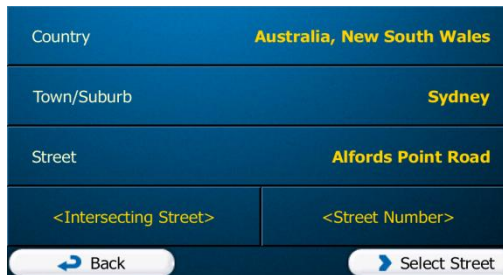 Country Australia, New South Wales
Town/Suburb Sydney
Street Alfords Point Road
<Intersecting Street> <Street Number>
Back Select Street